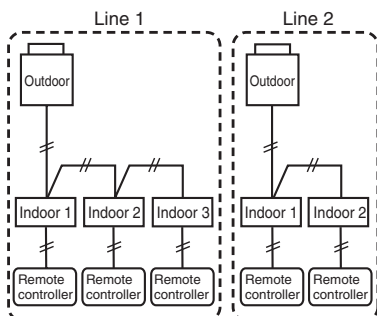 Line 1
Line 2
Outdoor
Outdoor
Indoor 1
Indoor 2
Indoor 3
Indoor 1
Indoor 2
Remote
controller
Remote
controller
Remote
controller
Remote
controller
Remote
controller